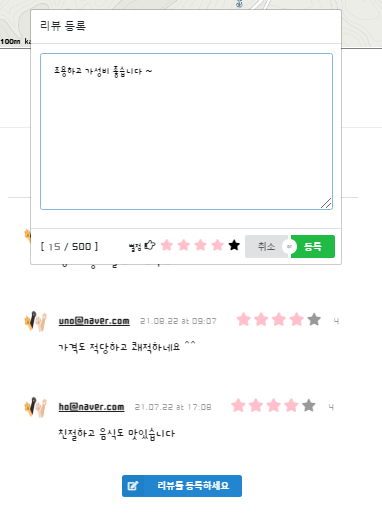 리뷰 등록
100m
조용하고 가성비 좋습니다 ~
[ 15 / 500 ] 별점 취소 or 등록
uno@naver.com 21.08.22 at 09:07 4
가격도 적당하고 쾌적하네요 ^^
ho@naver.com 21.07.22 at 17:08 4
친절하고 음식도 맛있습니다
리뷰를 등록하세요